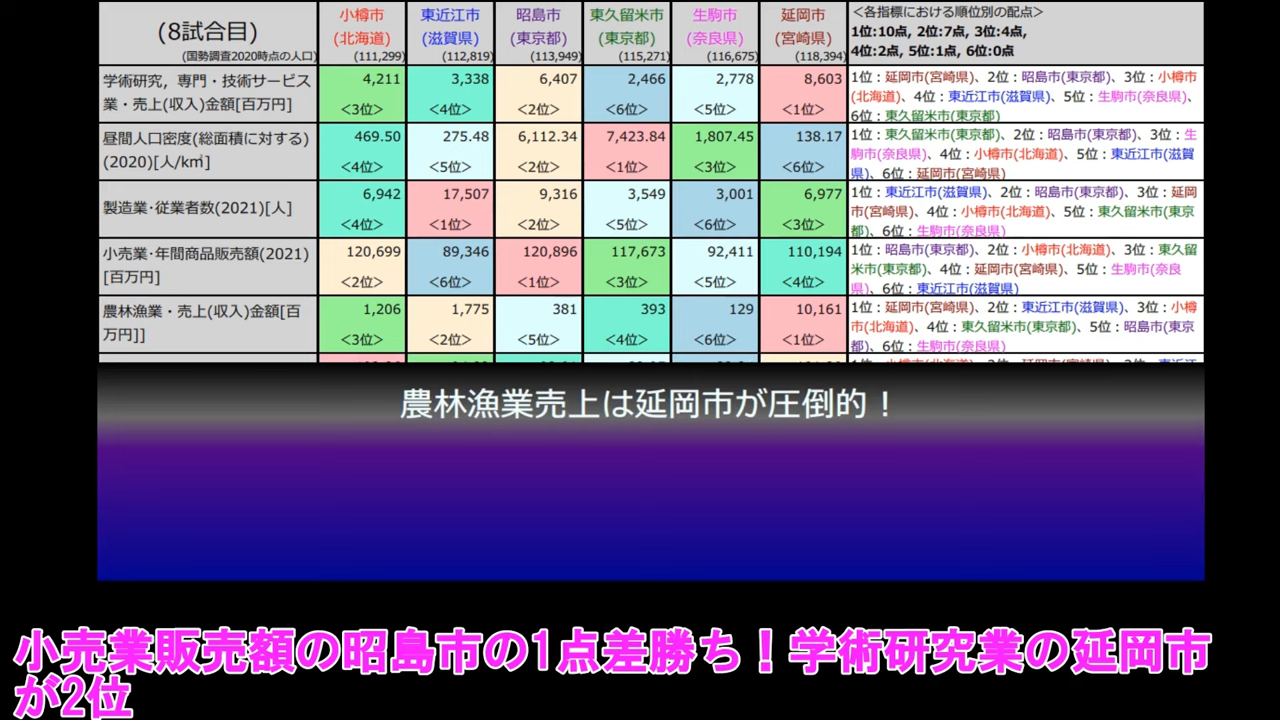 (8試合目)
(国勢調査2020時点の人口)
小樽市
(北海道)
(111,299)
東近江市
(滋賀県)
(112,819)
昭島市
(東京都)
(113,949)
東久留米市
(東京都)
(115,271)
生駒市
(奈良県)
(116,675)
延岡市
(宮崎県)
(118,394)
＜各指標における順位別の配点＞
1位:10点, 2位:7点, 3位:4点,
4位:2点, 5位:1点, 6位:0点
学術研究，専門・技術サービス
業・売上(収入)金額[百万円]
4,211 3,338 6,407 2,466 2,778 8,603
<3位> <4位> <2位> <6位> <5位> <1位>
1位：延岡市(宮崎県)、2位：昭島市(東京都)、3位：小樽市
(北海道)、4位：東近江市(滋賀県)、5位：生駒市(奈良県)、
6位：東久留米市(東京都)
昼間人口密度(総面積に対する)
(2020)[人/k㎡]
469.50 275.48 6,112.34 7,423.84 1,807.45 138.17
<4位> <5位> <2位> <1位> <3位> <6位>
1位：東久留米市(東京都)、2位：昭島市(東京都)、3位：生
駒市(奈良県)、4位：小樽市(北海道)、5位：東近江市(滋賀
県)、6位：延岡市(宮崎県)
製造業･従業者数(2021)[人]
6,942 17,507 9,316 3,549 3,001 6,977
<4位> <1位> <2位> <5位> <6位> <3位>
1位：東近江市(滋賀県)、2位：昭島市(東京都)、3位：延岡
市(宮崎県)、4位：小樽市(北海道)、5位：東久留米市(東京
都)、6位：生駒市(奈良県)
小売業･年間商品販売額(2021)
[百万円]
120,699 89,346 120,896 117,673 92,411 110,194
<2位> <6位> <1位> <3位> <5位> <4位>
1位：昭島市(東京都)、2位：小樽市(北海道)、3位：東久留
米市(東京都)、4位：延岡市(宮崎県)、5位：生駒市(奈良
県)、6位：東近江市(滋賀県)
農林漁業・売上(収入)金額[百
万円]]
1,206 1,775 381 393 129 10,161
<3位> <2位> <5位> <4位> <6位> <1位>
1位：延岡市(宮崎県)、2位：東近江市(滋賀県)、3位：小樽
市(北海道)、4位：東久留米市(東京都)、5位：昭島市(東京
都)、6位：生駒市(奈良県)
農林漁業売上は延岡市が圧倒的！
小売業販売額の昭島市の1点差勝ち！学術研究業の延岡市
が2位